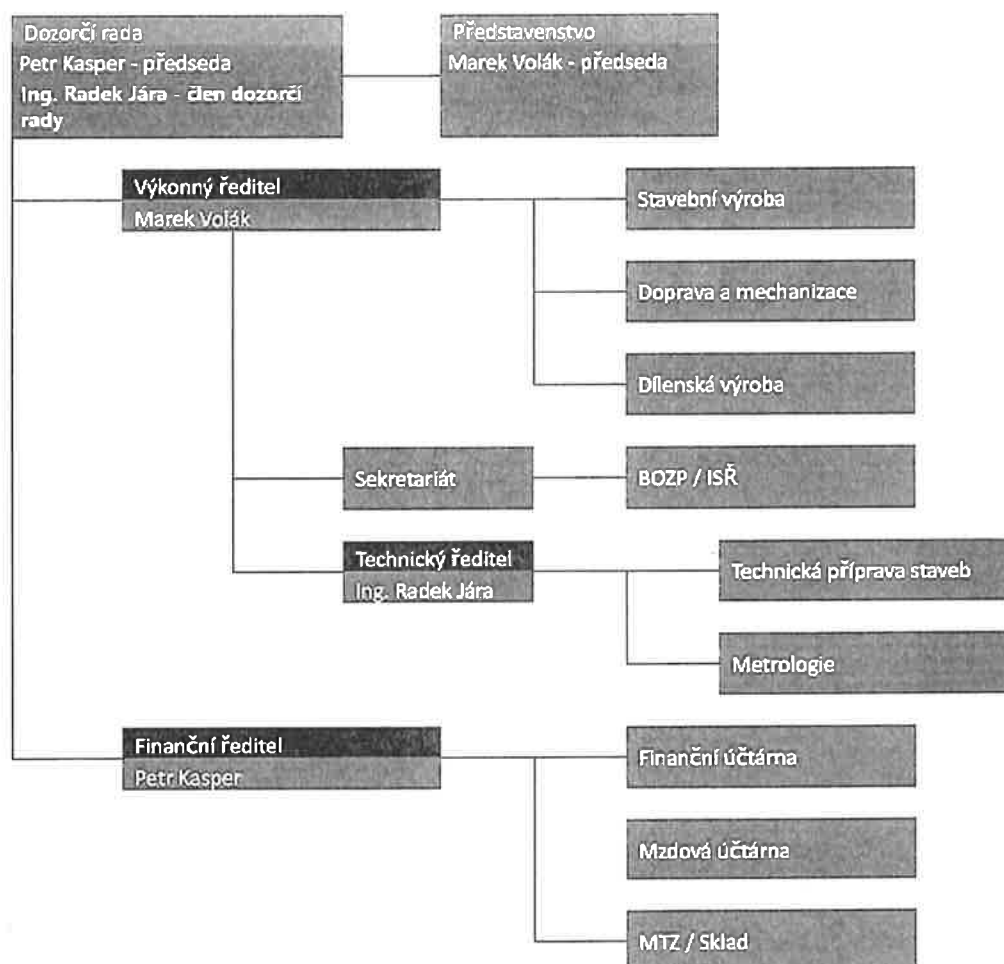 Dozorčí rada
Petr Kasper - předseda
Ing. Radek Jára - člen dozorčí
rady
Představenstvo
Marek Volák - předseda
Výkonný ředitel
Marek Volák
Stavební výroba
Doprava a mechanizace
Dílenská výroba
Sekretariát
BOZP / ISŘ
Technický ředitel
Ing. Radek Jára
Technická příprava staveb
Metrologie
Finanční ředitel
Petr Kasper
Finanční účtárna
Mzdová účtárna
MTZ / Sklad